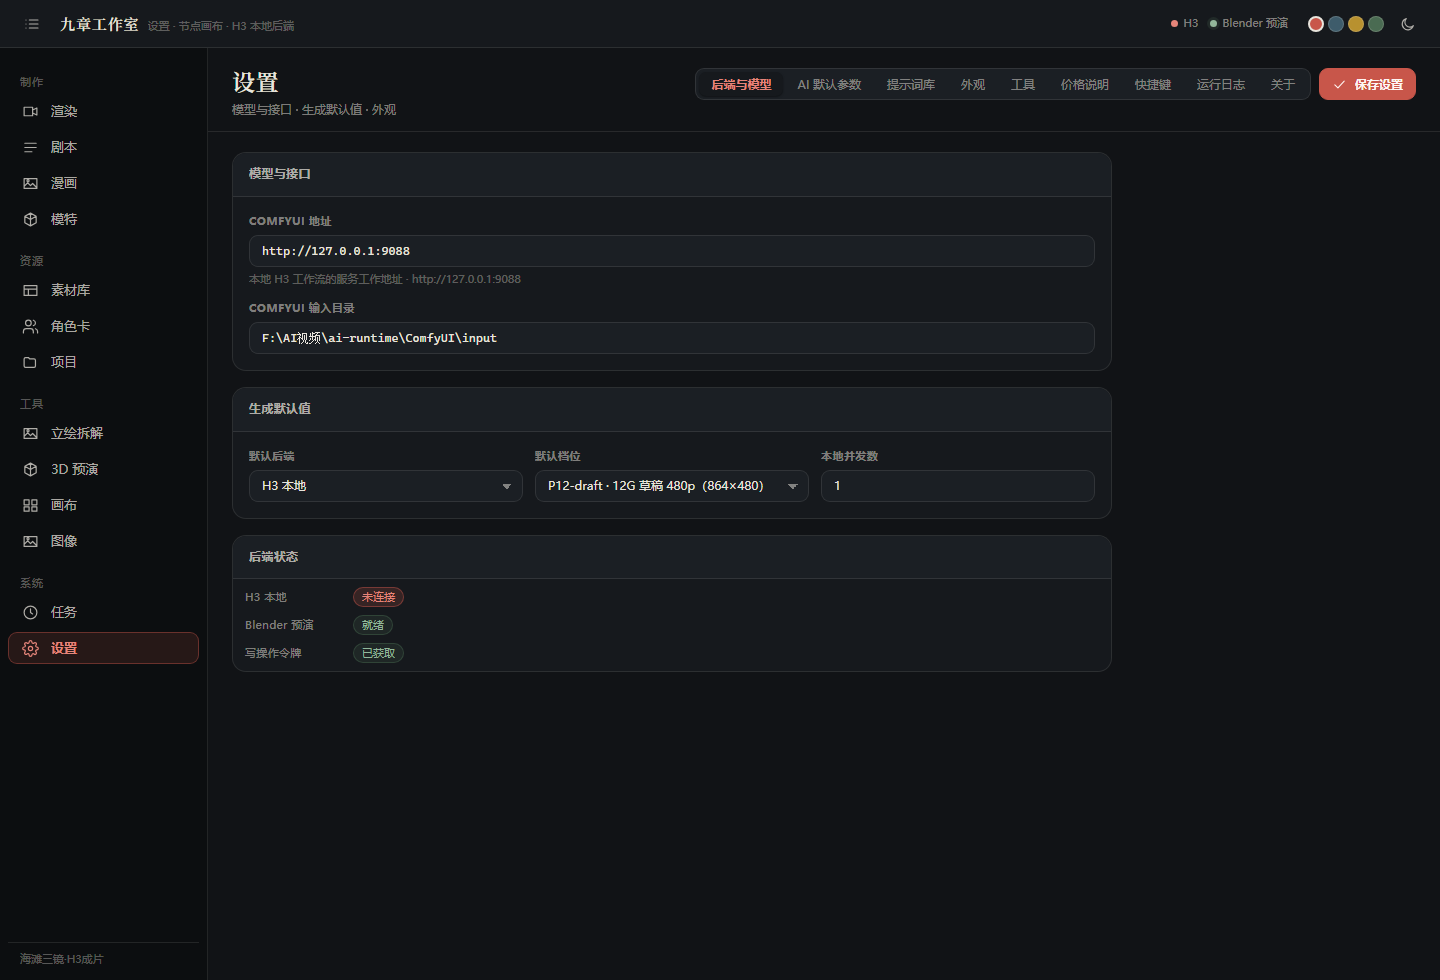 九章工作室 设置 · 节点画布 · H3 本地后端
H3 Blender 预演
制作
渲染
剧本
漫画
模特
资源
素材库
角色卡
项目
工具
立绘拆解
3D 预演
画布
图像
系统
任务
设置
海滩三镜·H3成片
设置
模型与接口 · 生成默认值 · 外观
后端与模型 AI 默认参数 提示词库 外观 工具 价格说明 快捷键 运行日志 关于
保存设置
模型与接口
COMFYUI 地址
http://127.0.0.1:9088
本地 H3 工作流的服务工作地址 · http://127.0.0.1:9088
COMFYUI 输入目录
F:\AI视频\ai-runtime\ComfyUI\input
生成默认值
默认后端 默认档位 本地并发数
H3 本地 P12-draft · 12G 草稿 480p（864×480） 1
后端状态
H3 本地 未连接
Blender 预演 就绪
写操作令牌 已获取